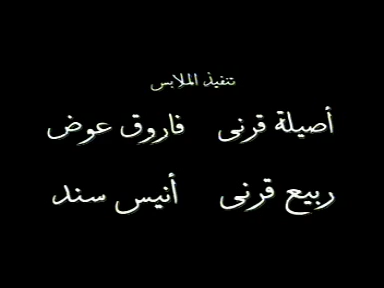 تنفيذ الملابس
أصيلة قرنى فاروق عوض
ربيع قرنى أنيس سند